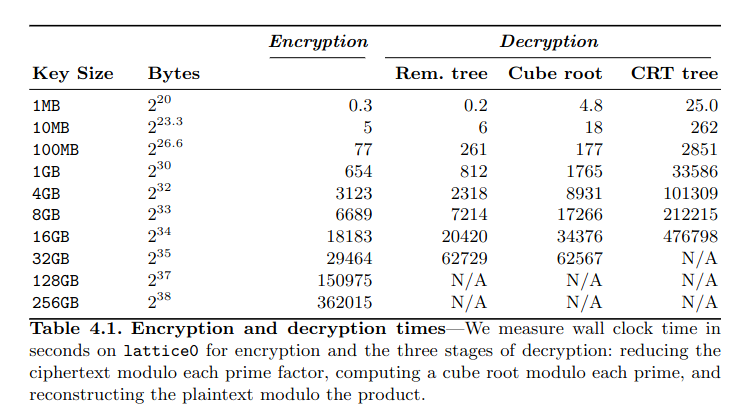 Encryption Decryption
Key Size Bytes Rem. tree Cube root CRT tree
1MB 2^20 0.3 0.2 4.8 25.0
10MB 2^23.3 5 6 18 262
100MB 2^26.6 77 261 177 2851
1GB 2^30 654 812 1765 33586
4GB 2^32 3123 2318 8931 101309
8GB 2^33 6689 7214 17266 212215
16GB 2^34 18183 20420 34376 476798
32GB 2^35 29464 62729 62567 N/A
128GB 2^37 150975 N/A N/A N/A
256GB 2^38 362015 N/A N/A N/A
Table 4.1. Encryption and decryption times—We measure wall clock time in
seconds on lattice0 for encryption and the three stages of decryption: reducing the
ciphertext modulo each prime factor, computing a cube root modulo each prime, and
reconstructing the plaintext modulo the product.